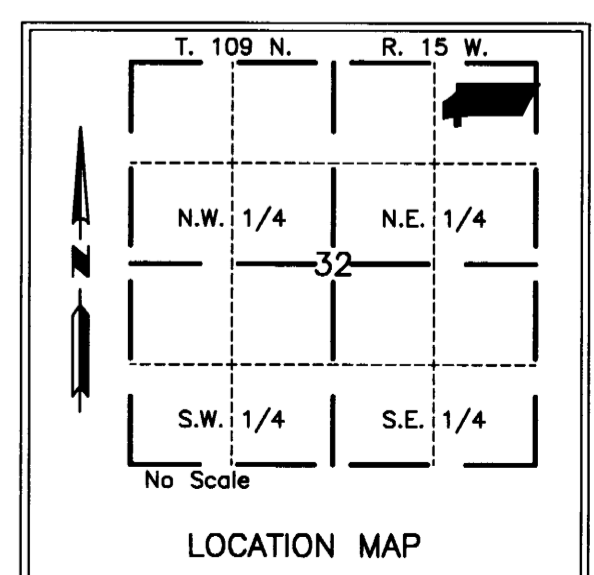 T. 109 N. R. 15 W.
N.W. 1/4 N.E. 1/4
N
32
S.W. 1/4 S.E. 1/4
No Scale
LOCATION MAP